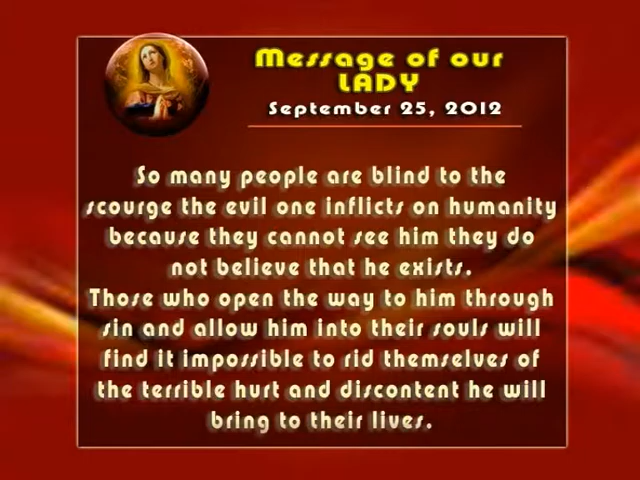 Message of our
LADY
September 25, 2012
So many people are blind to the
scourge the evil one inflicts on humanity
because they cannot see him they do
not believe that he exists.
Those who open the way to him through
sin and allow him into their souls will
find it impossible to rid themselves of
the terrible hurt and discontent he will
bring to their lives.